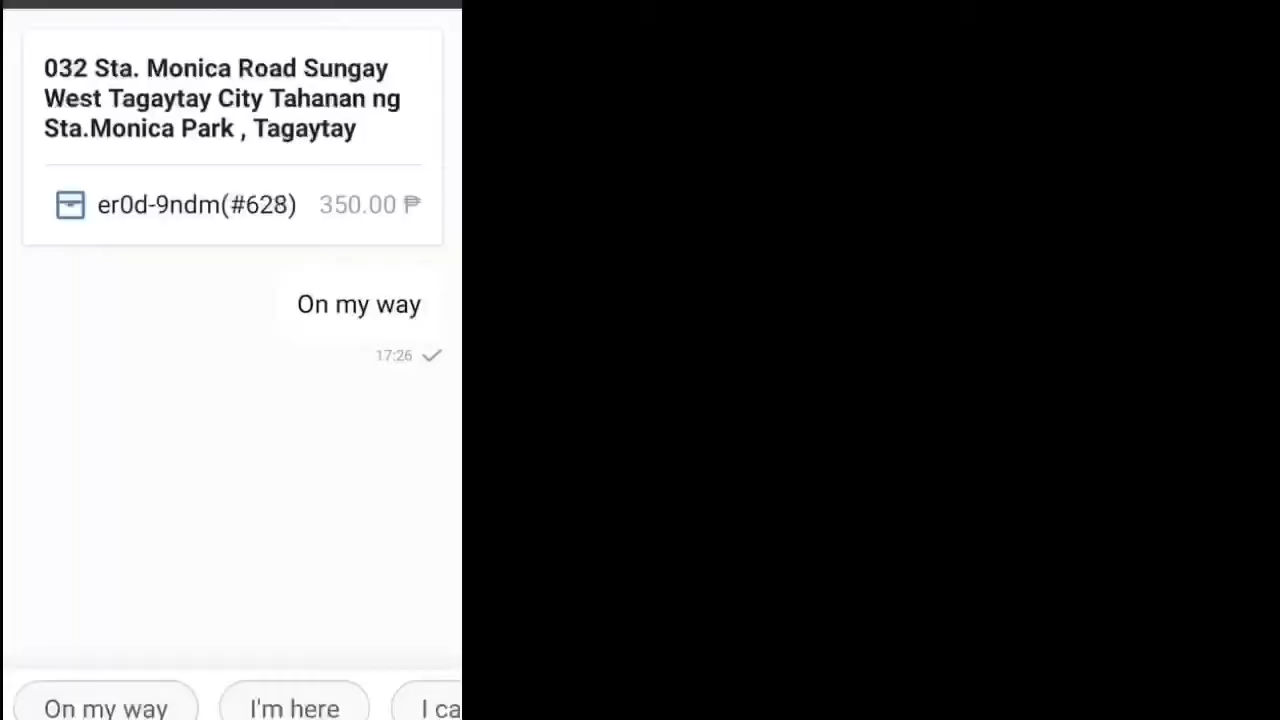 032 Sta. Monica Road Sungay
West Tagaytay City Tahanan ng
Sta.Monica Park , Tagaytay
er0d-9ndm(#628) 350.00 ₱
On my way
17:26
On my way I'm here I ca